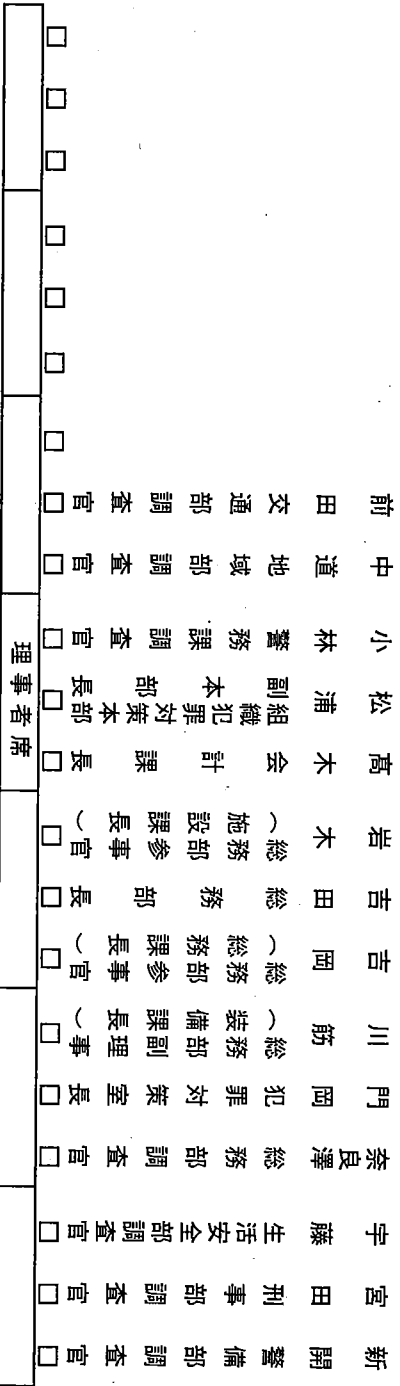 新開 警備部調査官
宮田 刑事部調査官
宇藤 生活安全部調査官
奈良澤 総務部調査官
門岡 犯罪対策室長
川筋 総務部副理事
（装備課長）
吉岡 総務部参事官
（総務課長）
吉田 総務部長
岩木 総務部参事官
（施設課長）
高木 会計課長
松浦 組織犯罪対策本部
副本部長
小林 警務課調査官
中道 地域部調査官
前田 交通部調査官
理事者席